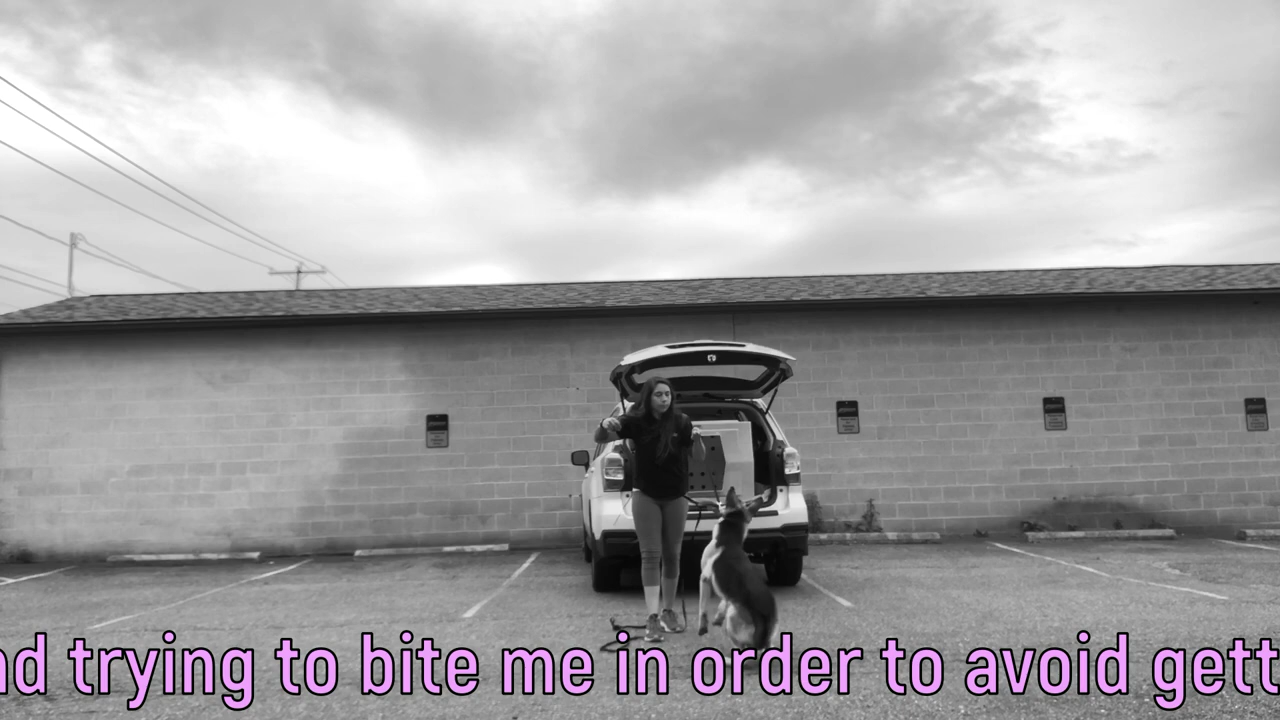 nd trying to bite me in order to avoid gett